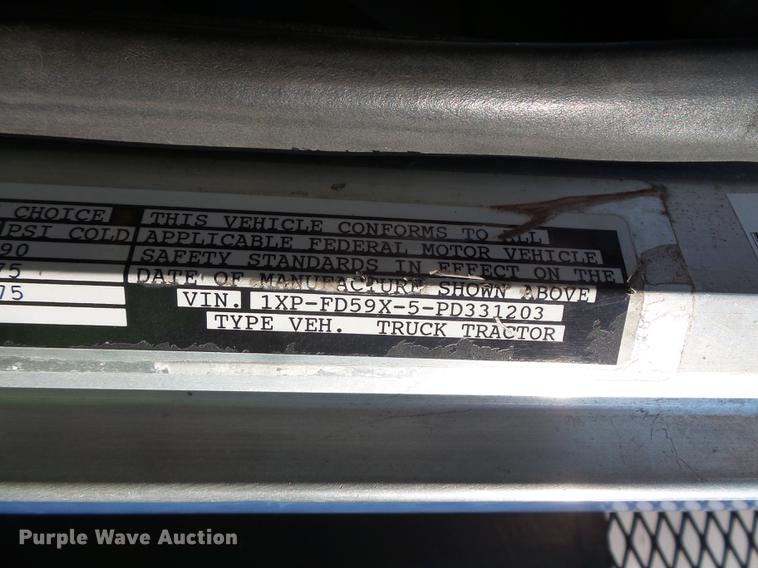 CHOICE
PSI COLD
90
75
75
THIS VEHICLE CONFORMS TO ALL
APPLICABLE FEDERAL MOTOR VEHICLE
SAFETY STANDARDS IN EFFECT ON THE
DATE OF MANUFACTURE SHOWN ABOVE
VIN. 1XP-FD59X-5-PD331203
TYPE VEH. TRUCK TRACTOR
Purple Wave Auction